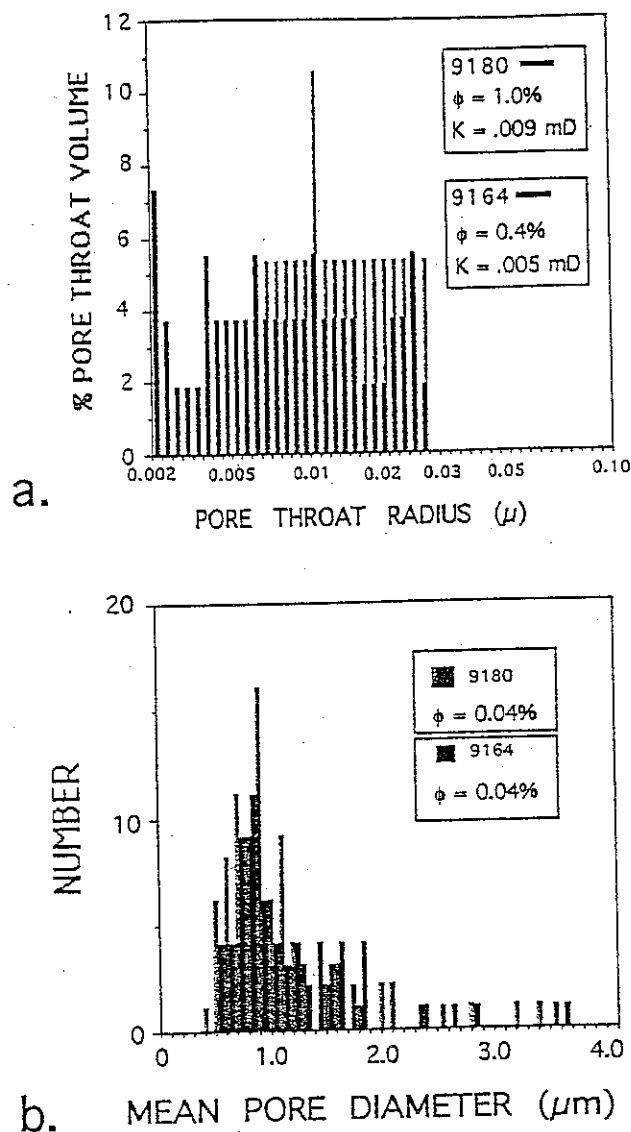 12
10
8
6
4
2
0
% PORE THROAT VOLUME
9180
ϕ = 1.0%
K = .009 mD
9164
ϕ = 0.4%
K = .005 mD
0.002 0.005 0.01 0.02 0.03 0.05 0.10
a.
PORE THROAT RADIUS (μ)
20
10
0
NUMBER
9180
ϕ = 0.04%
9164
ϕ = 0.04%
0 1.0 2.0 3.0 4.0
b.
MEAN PORE DIAMETER (μm)